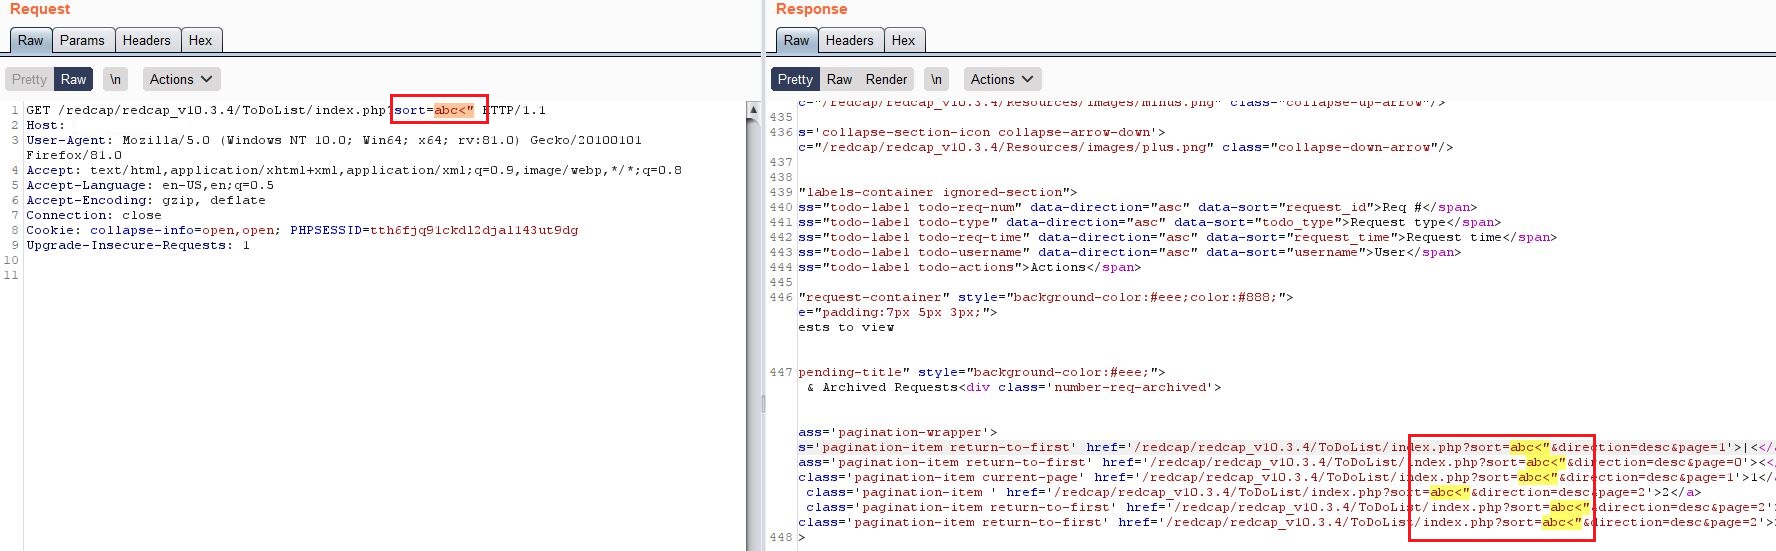 Request
Raw Params Headers Hex
Pretty Raw \n Actions
1 GET /redcap/redcap_v10.3.4/ToDoList/index.php?sort=abc<" HTTP/1.1
2 Host:
3 User-Agent: Mozilla/5.0 (Windows NT 10.0; Win64; x64; rv:81.0) Gecko/20100101
Firefox/81.0
4 Accept: text/html,application/xhtml+xml,application/xml;q=0.9,image/webp,*/*;q=0.8
5 Accept-Language: en-US,en;q=0.5
6 Accept-Encoding: gzip, deflate
7 Connection: close
8 Cookie: collapse-info=open,open; PHPSESSID=
9 Upgrade-Insecure-Requests: 1
10
11
Response
Raw Headers Hex
Pretty Raw Render \n Actions
c="/redcap/redcap_v10.3.4/Resources/images/minus.png" class="collapse-up-arrow"/>
435
436 s='collapse-section-icon collapse-arrow-down'>
c="/redcap/redcap_v10.3.4/Resources/images/plus.png" class="collapse-down-arrow"/>
437
438
439 "labels-container ignored-section">
440 ss="todo-label todo-req-num" data-direction="asc" data-sort="request_id">Req #</span>
441 ss="todo-label todo-type" data-direction="asc" data-sort="todo_type">Request type</span>
442 ss="todo-label todo-req-time" data-direction="asc" data-sort="request_time">Request time</span>
443 ss="todo-label todo-username" data-direction="asc" data-sort="username">User</span>
444 ss="todo-label todo-actions">Actions</span>
445
446 "request-container" style="background-color:#eee;color:#888;">
e="padding:7px 5px 3px;">
ests to view
447 pending-title" style="background-color:#eee;">
& Archived Requests<div class='number-req-archived'>
ass='pagination-wrapper'>
s='pagination-item return-to-first' href='/redcap/redcap_v10.3.4/ToDoList/index.php?sort=abc<"&direction=desc&page=1'>|<</
ass='pagination-item return-to-first' href='/redcap/redcap_v10.3.4/ToDoList/index.php?sort=abc<"&direction=desc&page=0'><<
class='pagination-item current-page' href='/redcap/redcap_v10.3.4/ToDoList/index.php?sort=abc<"&direction=desc&page=1'>1</
class='pagination-item ' href='/redcap/redcap_v10.3.4/ToDoList/index.php?sort=abc<"&direction=desc&page=2'>2</a>
class='pagination-item return-to-first' href='/redcap/redcap_v10.3.4/ToDoList/index.php?sort=abc<"&direction=desc&page=2'
class='pagination-item return-to-first' href='/redcap/redcap_v10.3.4/ToDoList/index.php?sort=abc<"&direction=desc&page=2'>
448 >